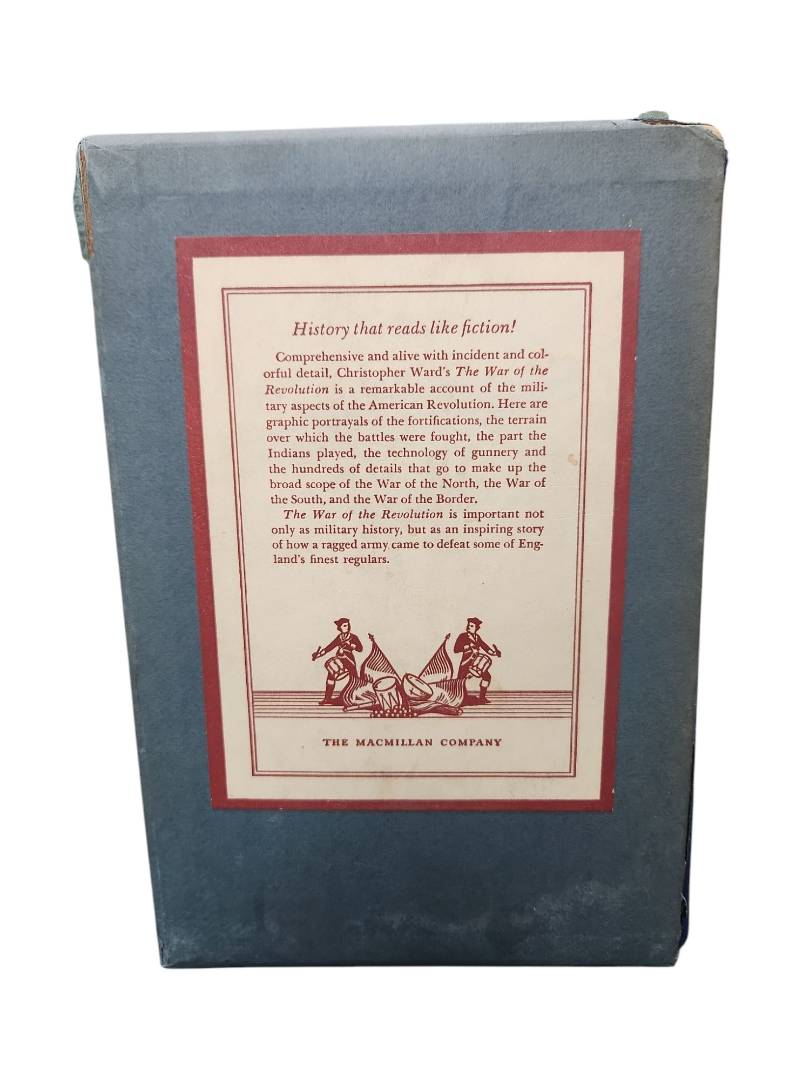 History that reads like fiction!
Comprehensive and alive with incident and col-
orful detail, Christopher Ward's The War of the
Revolution is a remarkable account of the mili-
tary aspects of the American Revolution. Here are
graphic portrayals of the fortifications, the terrain
over which the battles were fought, the part the
Indians played, the technology of gunnery and
the hundreds of details that go to make up the
broad scope of the War of the North, the War of
the South, and the War of the Border.
The War of the Revolution is important not
only as military history, but as an inspiring story
of how a ragged army came to defeat some of Eng-
land's finest regulars.
THE MACMILLAN COMPANY